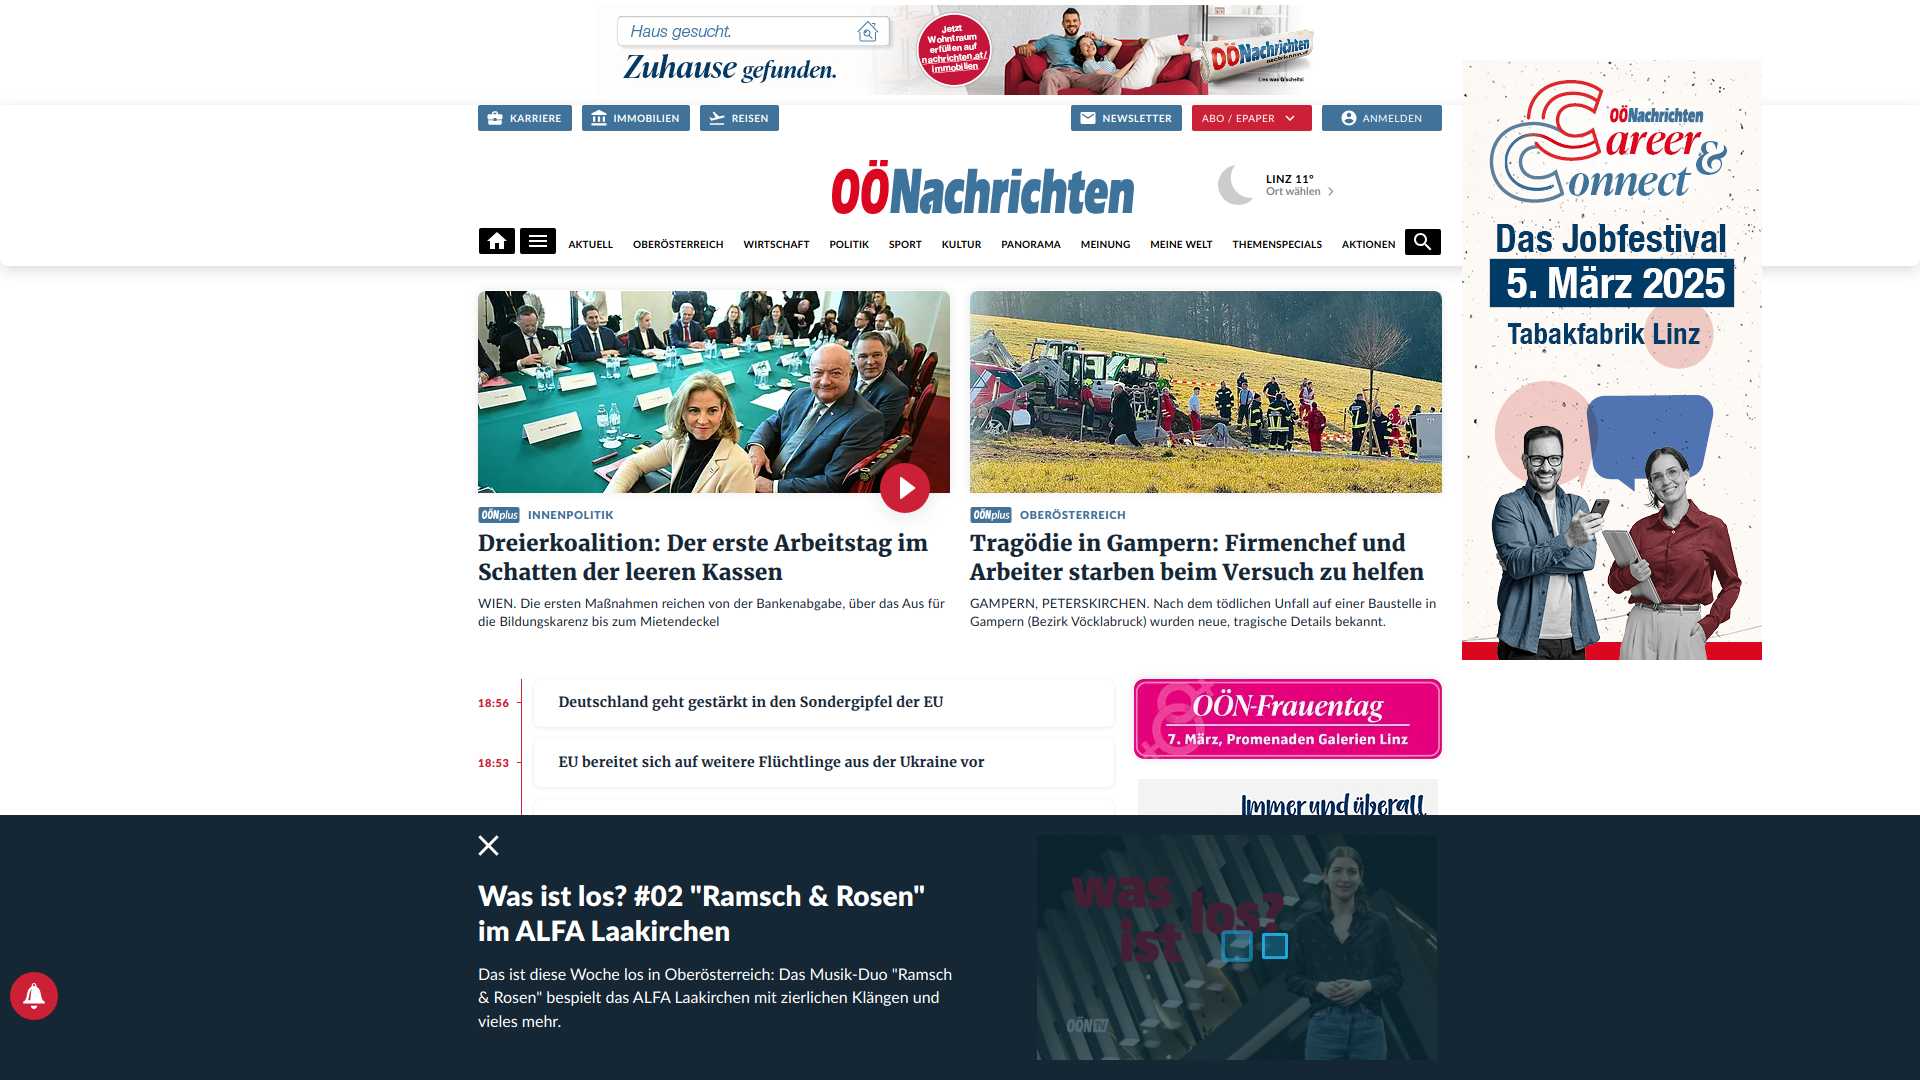 Haus gesucht.
Zuhause gefunden.
Jetzt
Wohntraum
erfüllen auf
nachrichten.at/
immobilien
OÖNachrichten
KARRIERE
IMMOBILIEN
REISEN
NEWSLETTER
ABO / EPAPER
ANMELDEN
OÖNachrichten
LINZ 11°
Ort wählen
AKTUELL
OBERÖSTERREICH
WIRTSCHAFT
POLITIK
SPORT
KULTUR
PANORAMA
MEINUNG
MEINE WELT
THEMENSPECIALS
AKTIONEN
OÖNachrichten
Career &
Connect
Das Jobfestival
5. März 2025
Tabakfabrik Linz
OÖNplus INNENPOLITIK
Dreierkoalition: Der erste Arbeitstag im
Schatten der leeren Kassen
WIEN. Die ersten Maßnahmen reichen von der Bankenabgabe, über das Aus für
die Bildungskarenz bis zum Mietendeckel
OÖNplus OBERÖSTERREICH
Tragödie in Gampern: Firmenchef und
Arbeiter starben beim Versuch zu helfen
GAMPERN, PETERSKIRCHEN. Nach dem tödlichen Unfall auf einer Baustelle in
Gampern (Bezirk Vöcklabruck) wurden neue, tragische Details bekannt.
18:56 Deutschland geht gestärkt in den Sondergipfel der EU
18:53 EU bereitet sich auf weitere Flüchtlinge aus der Ukraine vor
OÖN-Frauentag
7. März, Promenaden Galerien Linz
Immer und überall
Was ist los? #02 "Ramsch & Rosen"
im ALFA Laakirchen
Das ist diese Woche los in Oberösterreich: Das Musik-Duo "Ramsch
& Rosen" bespielt das ALFA Laakirchen mit zierlichen Klängen und
vieles mehr.
was
ist los?
OÖN TV